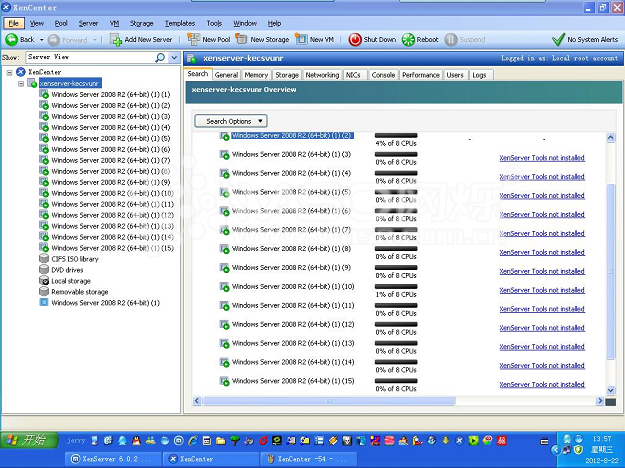 XenCenter
File View Pool Server VM Storage Templates Tools Window Help
Back Forward Add New Server New Pool New Storage New VM Shut Down Reboot Suspend No System Alerts
Show: Server View
xenserver-kecsvunr Logged in as: Local root account
XenCenter
xenserver-kecsvunr
Windows Server 2008 R2 (64-bit) (1) (1)
Windows Server 2008 R2 (64-bit) (1) (2)
Windows Server 2008 R2 (64-bit) (1) (3)
Windows Server 2008 R2 (64-bit) (1) (4)
Windows Server 2008 R2 (64-bit) (1) (5)
Windows Server 2008 R2 (64-bit) (1) (6)
Windows Server 2008 R2 (64-bit) (1) (7)
Windows Server 2008 R2 (64-bit) (1) (8)
Windows Server 2008 R2 (64-bit) (1) (9)
Windows Server 2008 R2 (64-bit) (1) (10)
Windows Server 2008 R2 (64-bit) (1) (11)
Windows Server 2008 R2 (64-bit) (1) (12)
Windows Server 2008 R2 (64-bit) (1) (13)
Windows Server 2008 R2 (64-bit) (1) (14)
Windows Server 2008 R2 (64-bit) (1) (15)
CIFS ISO library
DVD drives
Local storage
Removable storage
Windows Server 2008 R2 (64-bit) (1)
Search General Memory Storage Networking NICs Console Performance Users Logs
xenserver-kecsvunr Overview
Search Options
Windows Server 2008 R2 (64-bit) (1) (2)
4% of 8 CPUs - -
Windows Server 2008 R2 (64-bit) (1) (3) XenServer Tools not installed
0% of 8 CPUs
Windows Server 2008 R2 (64-bit) (1) (4) XenServer Tools not installed
0% of 8 CPUs
Windows Server 2008 R2 (64-bit) (1) (5) XenServer Tools not installed
0% of 8 CPUs
Windows Server 2008 R2 (64-bit) (1) (6) XenServer Tools not installed
0% of 8 CPUs
Windows Server 2008 R2 (64-bit) (1) (7) XenServer Tools not installed
0% of 8 CPUs
Windows Server 2008 R2 (64-bit) (1) (8) XenServer Tools not installed
0% of 8 CPUs
Windows Server 2008 R2 (64-bit) (1) (9) XenServer Tools not installed
0% of 8 CPUs
Windows Server 2008 R2 (64-bit) (1) (10) XenServer Tools not installed
1% of 8 CPUs
Windows Server 2008 R2 (64-bit) (1) (11) XenServer Tools not installed
0% of 8 CPUs
Windows Server 2008 R2 (64-bit) (1) (12) XenServer Tools not installed
0% of 8 CPUs
Windows Server 2008 R2 (64-bit) (1) (13) XenServer Tools not installed
0% of 8 CPUs
Windows Server 2008 R2 (64-bit) (1) (14) XenServer Tools not installed
0% of 8 CPUs
Windows Server 2008 R2 (64-bit) (1) (15) XenServer Tools not installed
0% of 8 CPUs
开始 jerry 13:57
星期三
XenServer 6.0.2 ... XenCenter XenCenter -54 - ... 2012-8-22